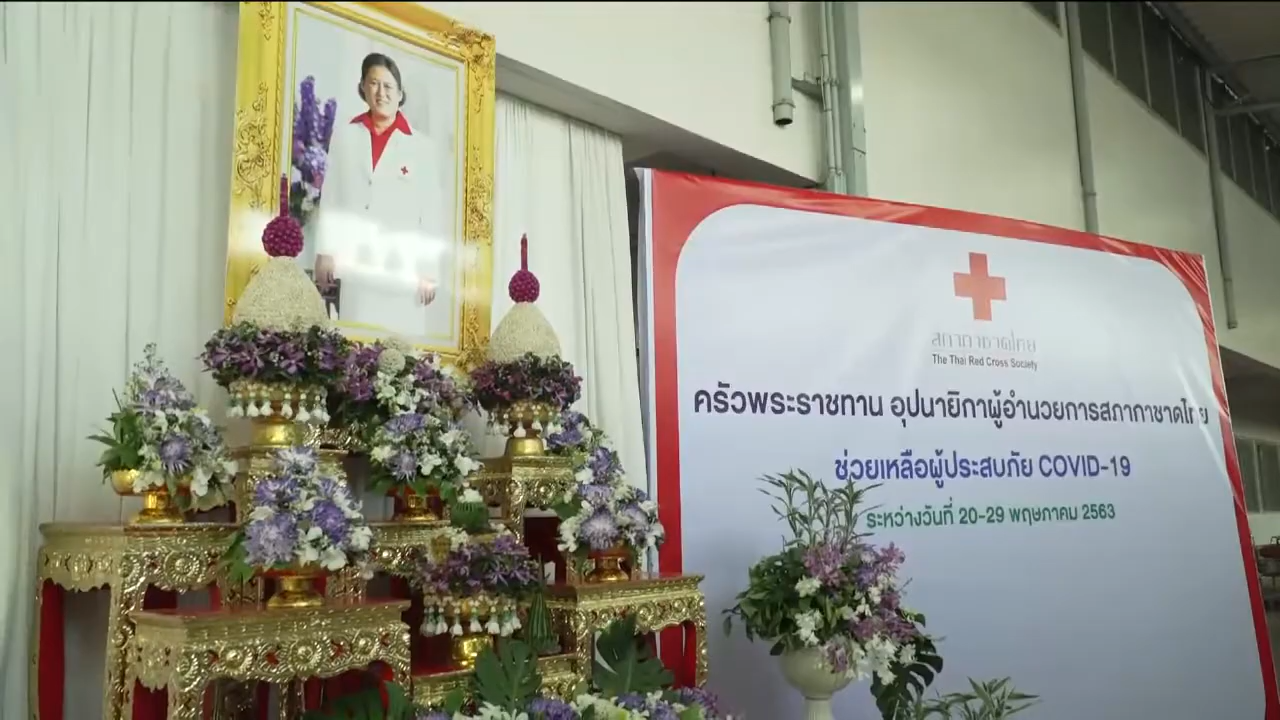 สภากาชาดไทย
The Thai Red Cross Society
ครัวพระราชทาน อุปนายิกาผู้อำนวยการสภากาชาดไทย
ช่วยเหลือผู้ประสบภัย COVID-19
ระหว่างวันที่ 20-29 พฤษภาคม 2563